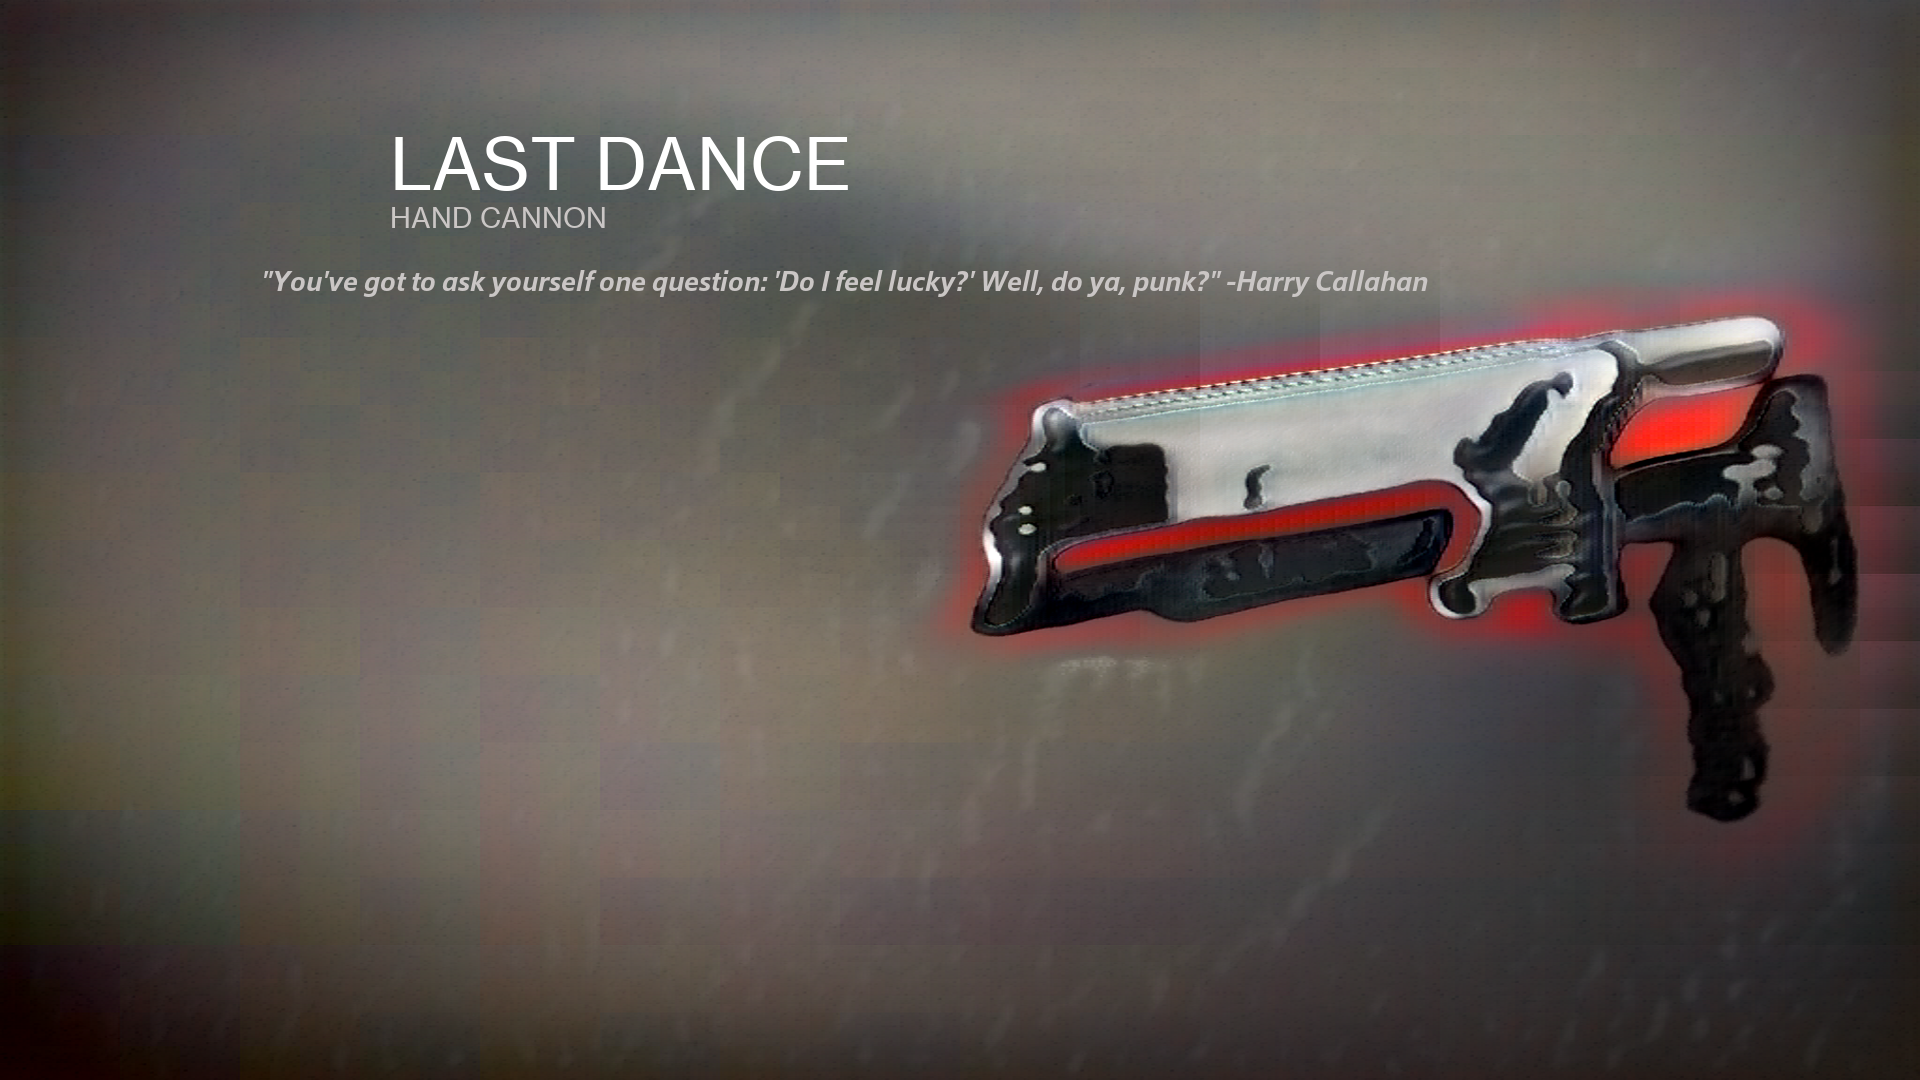 LAST DANCE
HAND CANNON
"You've got to ask yourself one question: 'Do I feel lucky?' Well, do ya, punk?" -Harry Callahan